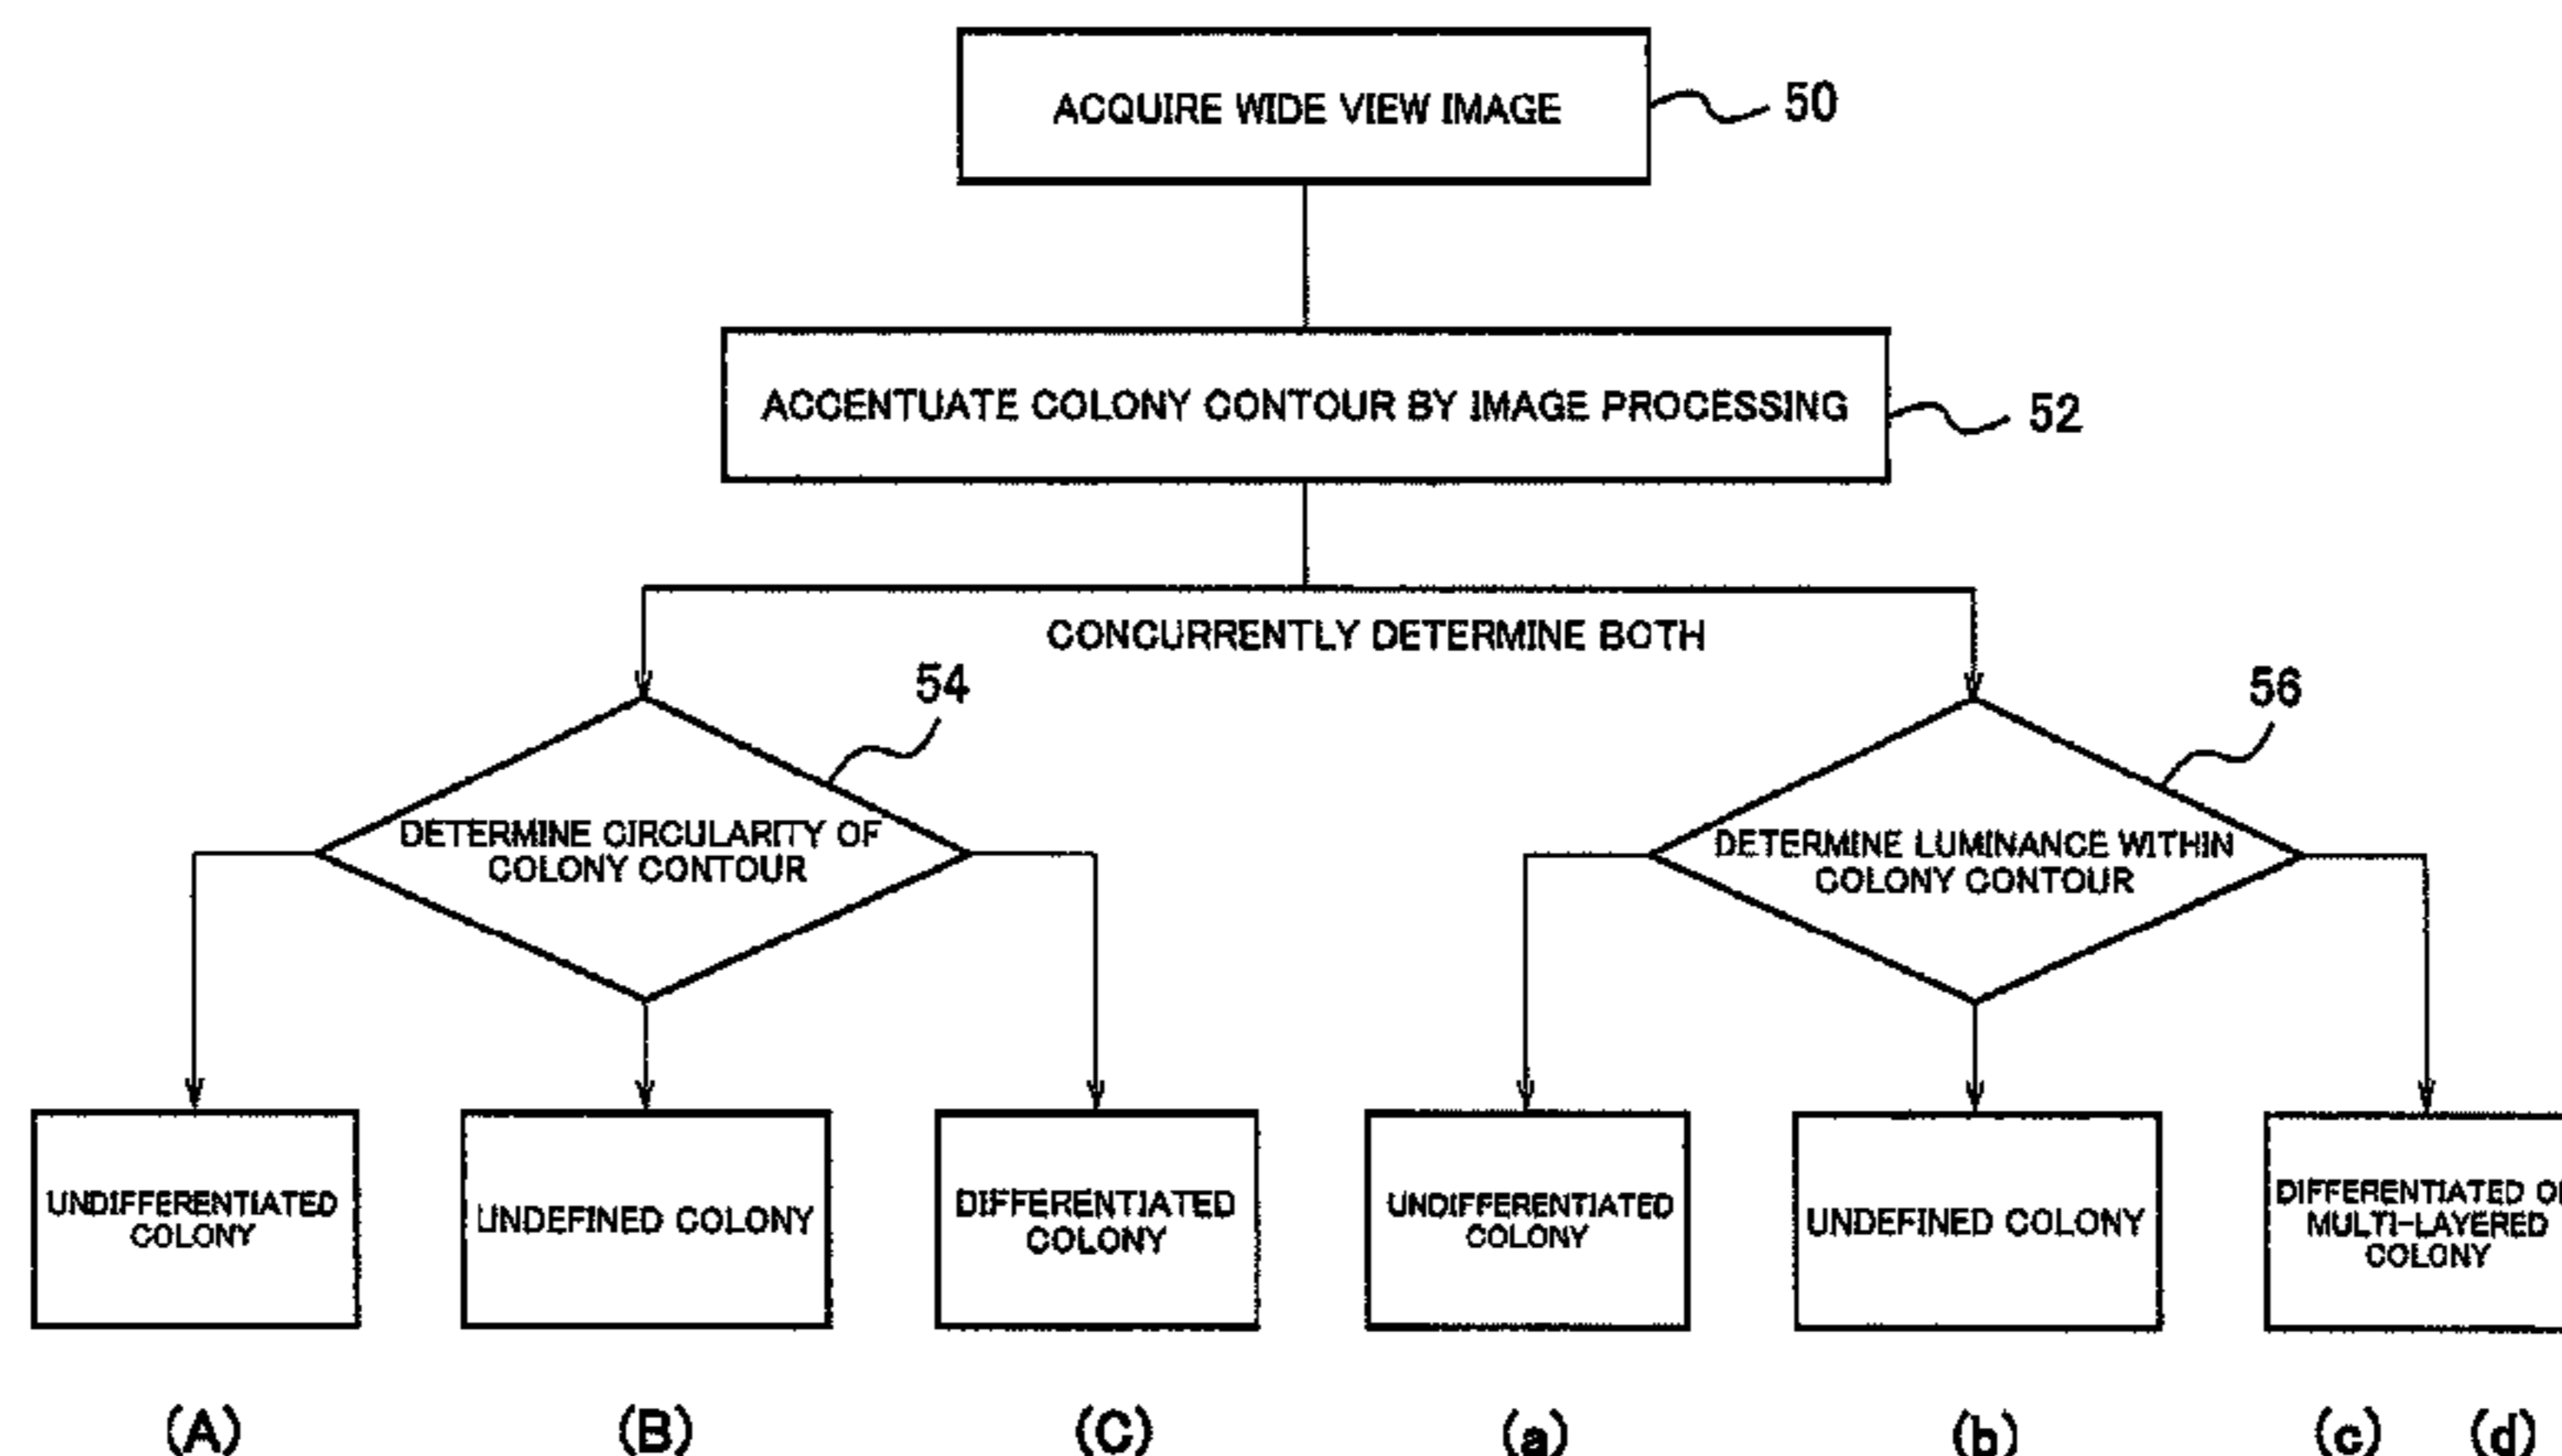 ACQUIRE WIDE VIEW IMAGE
50
ACCENTUATE COLONY CONTOUR BY IMAGE PROCESSING
52
CONCURRENTLY DETERMINE BOTH
54
56
DETERMINE CIRCULARITY OF
COLONY CONTOUR
DETERMINE LUMINANCE WITHIN
COLONY CONTOUR
UNDIFFERENTIATED
COLONY
UNDEFINED COLONY
DIFFERENTIATED
COLONY
UNDIFFERENTIATED
COLONY
UNDEFINED COLONY
DIFFERENTIATED
MULTI-LAYERED
COLONY
(A)
(B)
(C)
(a)
(b)
(c)
(d)